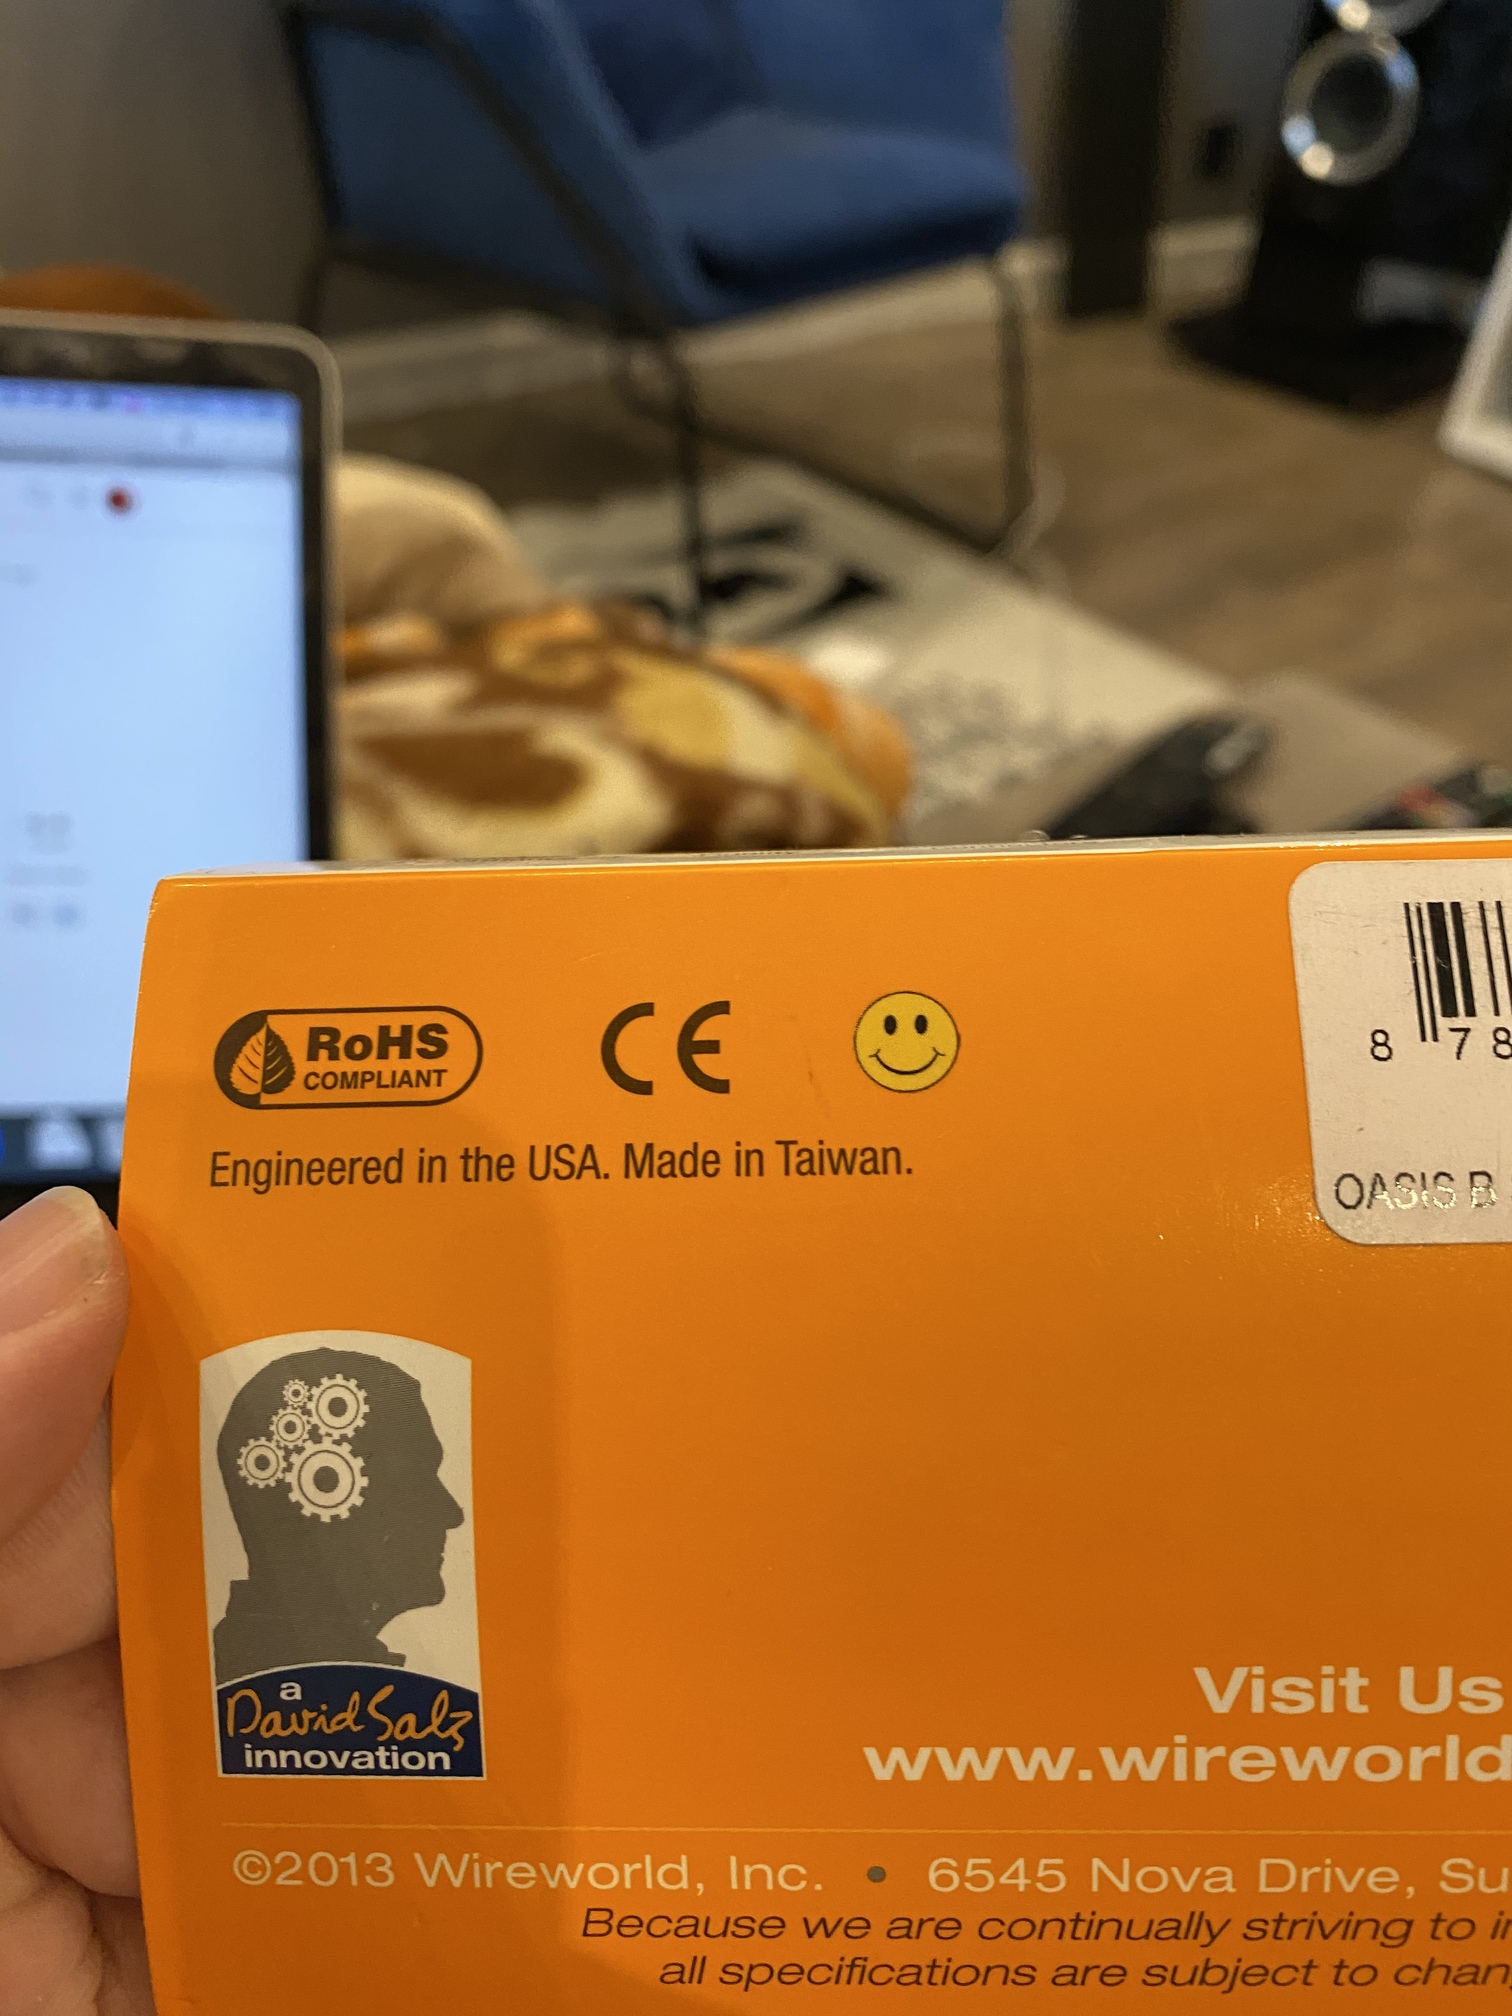 RoHS
COMPLIANT
CE
8 78
Engineered in the USA. Made in Taiwan.
OASIS B
a
David Salz
innovation
Visit Us
www.wireworld
©2013 Wireworld, Inc. • 6545 Nova Drive, Su
Because we are continually striving to i
all specifications are subject to chan